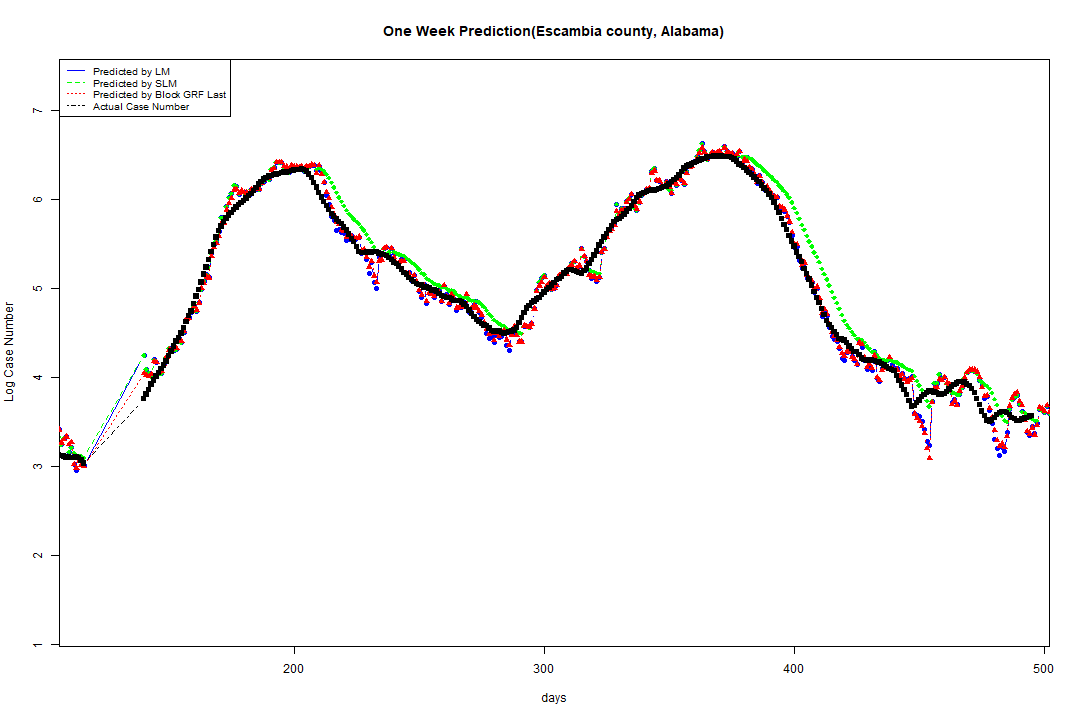 One Week Prediction(Escambia county, Alabama)
Predicted by LM
Predicted by SLM
Predicted by Block GRF Last
Actual Case Number
7
6
5
4
3
2
1
Log Case Number
200 300 400 500
days